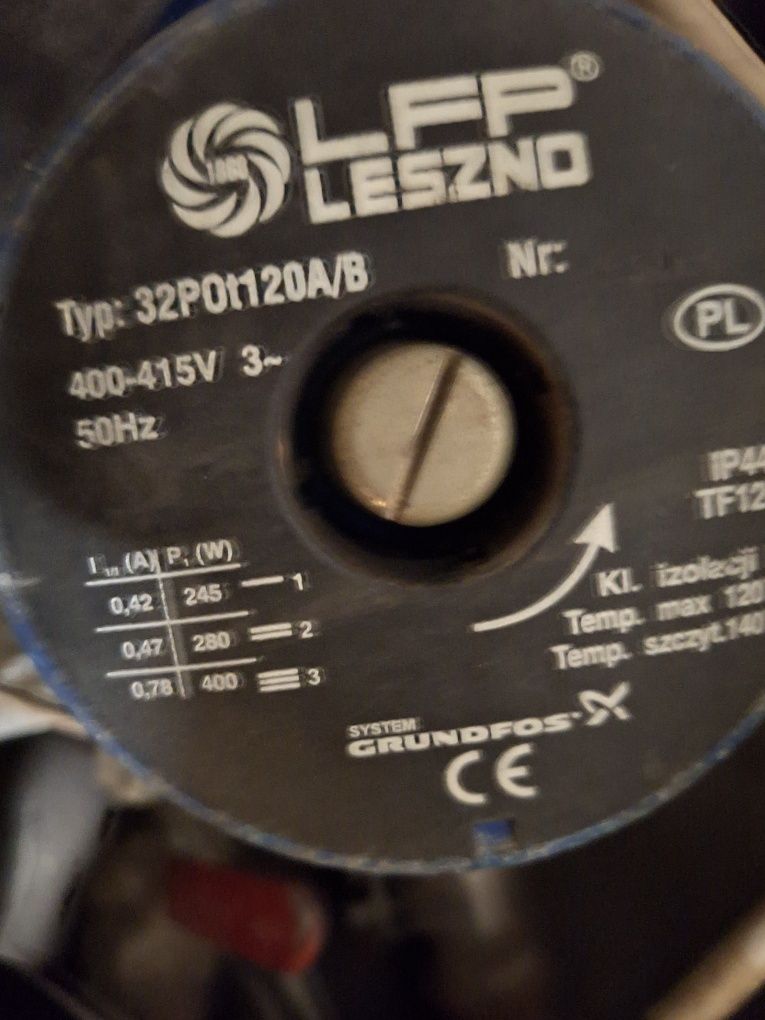 1868
LFP®
LESZNO
Typ: 32POt120A/B
Nr:
400-415V 3~
50Hz
PL
IP44
TF12
I1/1 (A) P1 (W)
0,42 245 1
0,47 280 2
0,78 400 3
Kl. izolacji
Temp. max 120
Temp. szczyt.140
SYSTEM
GRUNDFOS
CE